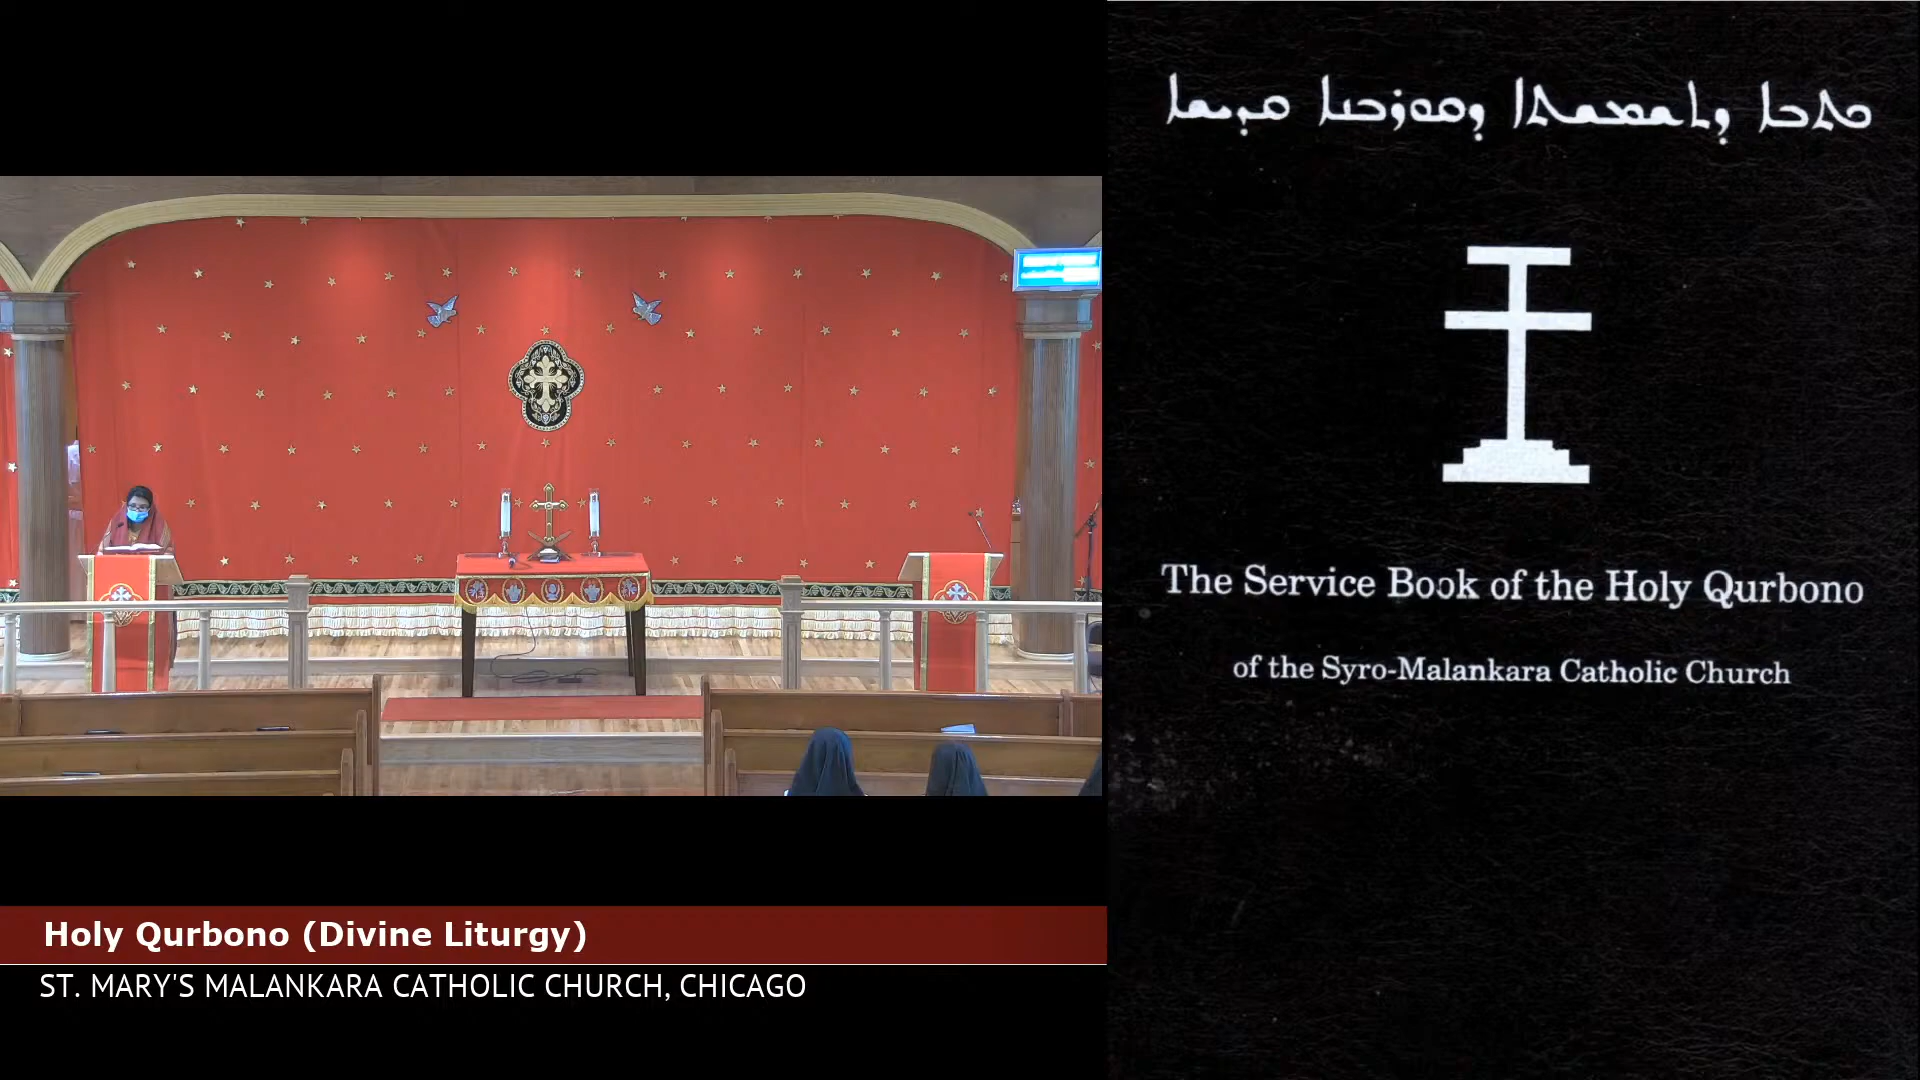 ܟܬܒܐ ܕܬܫܡܫܬܐ ܕܩܘܪܒܢܐ ܩܕܝܫܐ
The Service Book of the Holy Qurbono
of the Syro-Malankara Catholic Church
Holy Qurbono (Divine Liturgy)
ST. MARY'S MALANKARA CATHOLIC CHURCH, CHICAGO